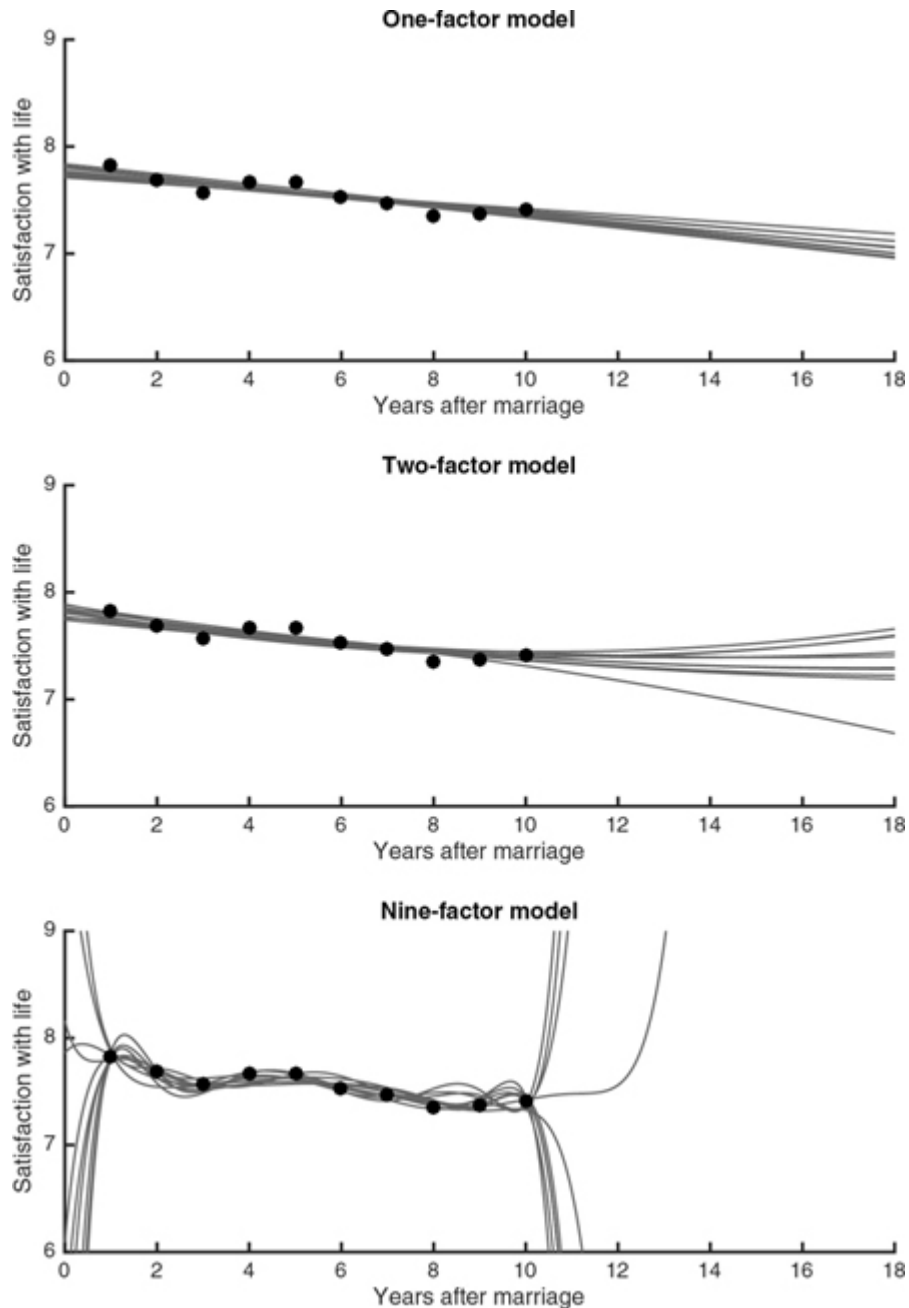 One-factor model
9
8
7
6
Satisfaction with life
0 2 4 6 8 10 12 14 16 18
Years after marriage
Two-factor model
9
8
7
6
Satisfaction with life
0 2 4 6 8 10 12 14 16 18
Years after marriage
Nine-factor model
9
8
7
6
Satisfaction with life
0 2 4 6 8 10 12 14 16 18
Years after marriage